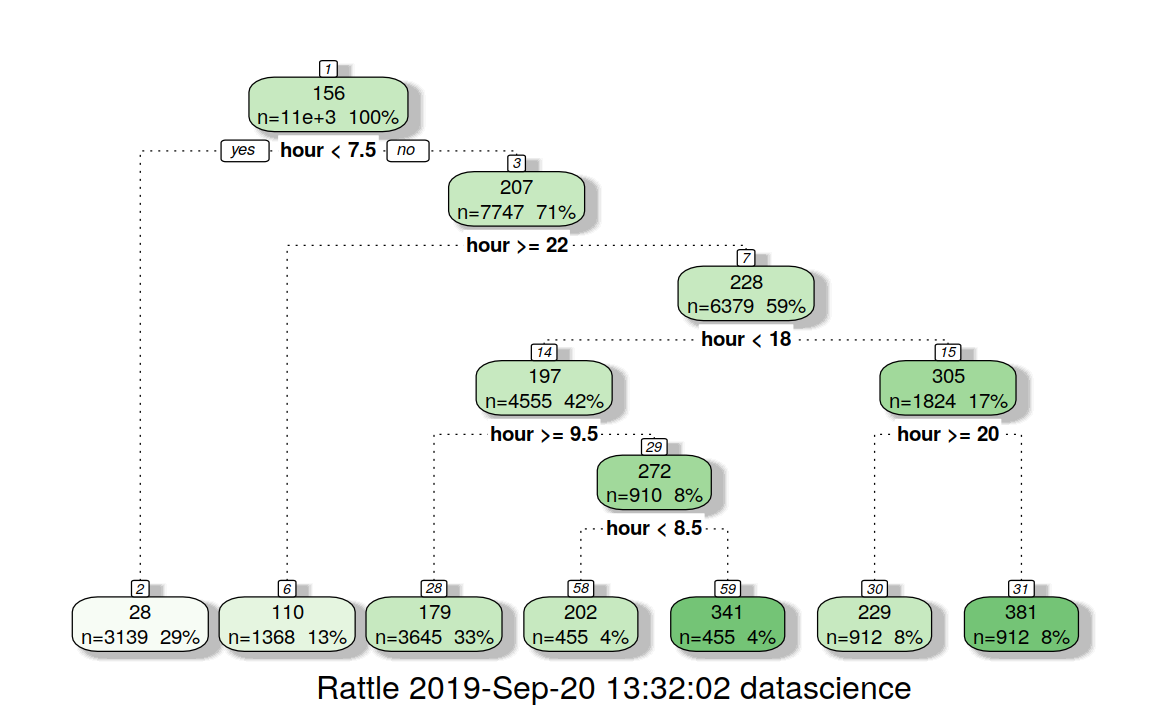 1
156
n=11e+3 100%
yes hour < 7.5 no
3
207
n=7747 71%
hour >= 22
7
228
n=6379 59%
hour < 18
14
197
n=4555 42%
15
305
n=1824 17%
hour >= 9.5
hour >= 20
29
272
n=910 8%
hour < 8.5
2
28
n=3139 29%
6
110
n=1368 13%
28
179
n=3645 33%
58
202
n=455 4%
59
341
n=455 4%
30
229
n=912 8%
31
381
n=912 8%
Rattle 2019-Sep-20 13:32:02 datascience